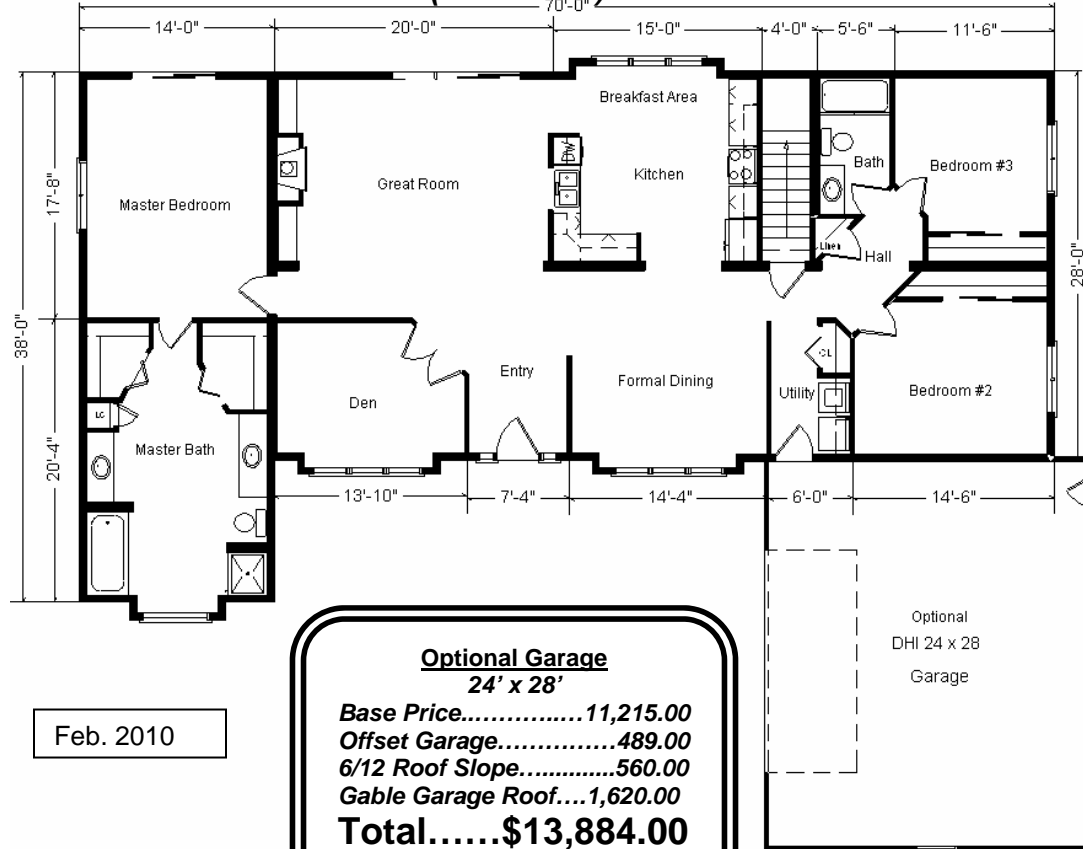 70'-0"
14'-0" 20'-0" 15'-0" 4'-0" 5'-6" 11'-6"
Breakfast Area
DW
Bath
Bedroom #3
Kitchen
Great Room
17'-8"
Master Bedroom
Linen
Hall
28'-0"
38'-0"
CL
Entry
Formal Dining
Utility
Bedroom #2
Den
LC
Master Bath
20'-4"
13'-10" 7'-4" 14'-4" 6'-0" 14'-6"
Optional
DHI 24 x 28
Garage
Optional Garage
24' x 28'
Base Price..............11,215.00
Offset Garage...............489.00
6/12 Roof Slope..............560.00
Gable Garage Roof....1,620.00
Total......$13,884.00
Feb. 2010